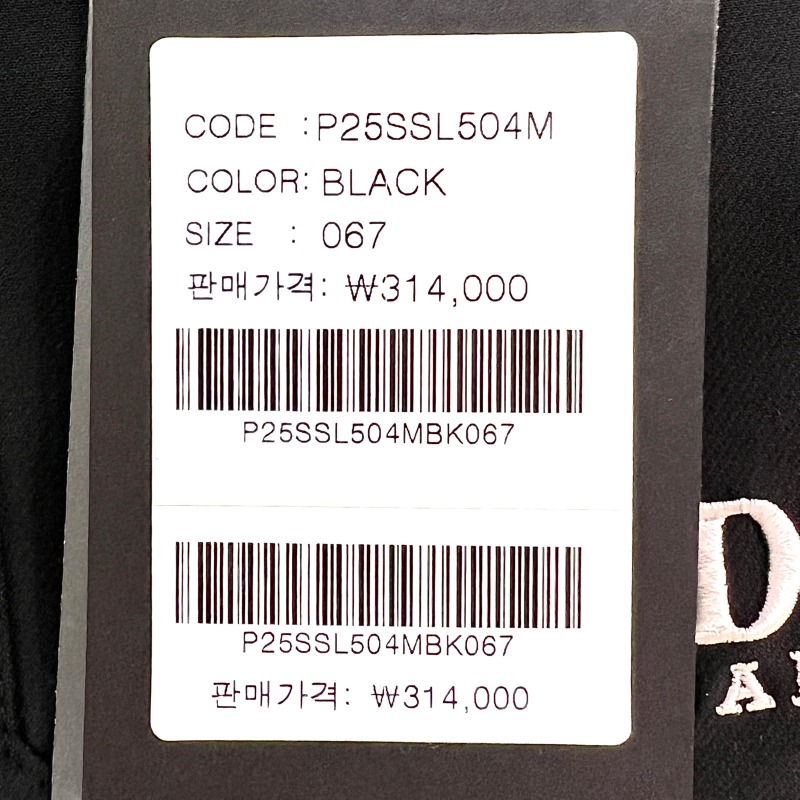 CODE :P25SSL504M
COLOR: BLACK
SIZE : 067
판매가격: ₩314,000
P25SSL504MBK067
P25SSL504MBK067
판매가격: ₩314,000
D
A